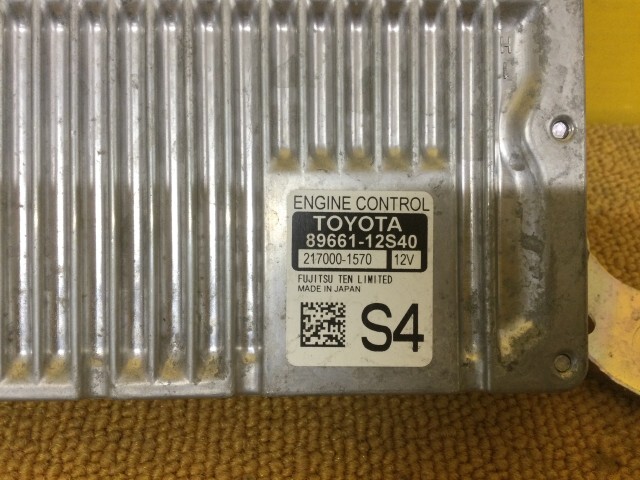 H
L
ENGINE CONTROL
TOYOTA
89661-12S40
217000-1570 12V
FUJITSU TEN LIMITED
MADE IN JAPAN
S4